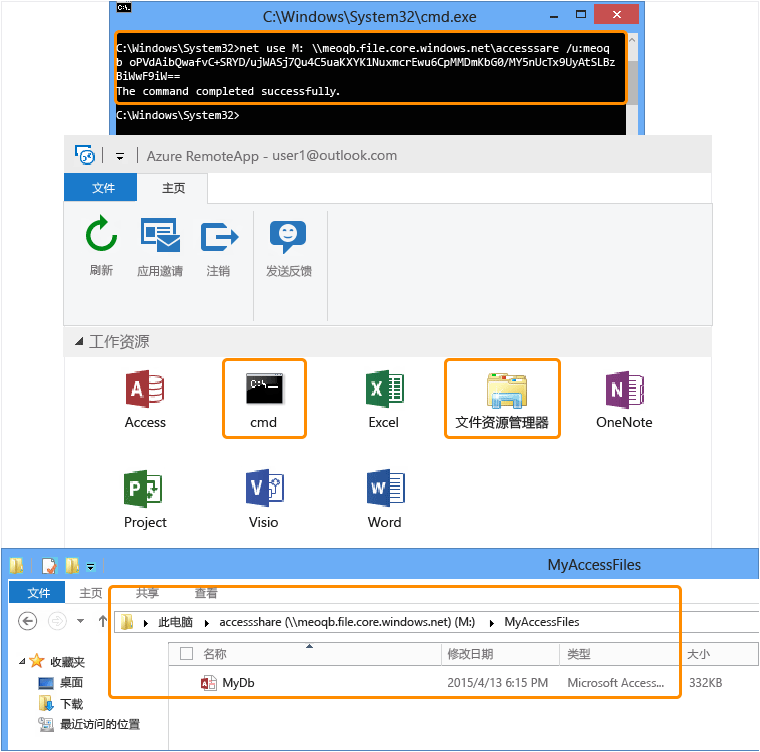 C:\Windows\System32\cmd.exe
C:\Windows\System32>net use M: \\meoqb.file.core.windows.net\accesssare /u:meoq
b oPVdAibQwafvC+SRYD/ujWASj7Qu4C5uaKXYK1NuxmcrEwu6CpMMDmKbG0/MY5nUcTx9UyAtSLBz
BiWwF9iW==
The command completed successfully.
C:\Windows\System32>
Azure RemoteApp - user1@outlook.com
文件 主页
刷新 应用邀请 注销 发送反馈
工作资源
Access cmd Excel 文件资源管理器 OneNote
Project Visio Word
MyAccessFiles
文件 主页 共享 查看
此电脑 accessshare (\\meoqb.file.core.windows.net) (M:) MyAccessFiles
名称 修改日期 类型 大小
收藏夹
MyDb 2015/4/13 6:15 PM Microsoft Access... 332KB
桌面
下载
最近访问的位置